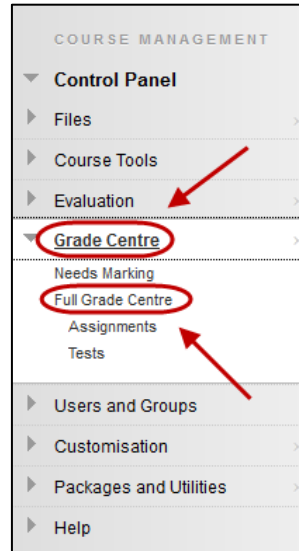 COURSE MANAGEMENT
Control Panel
Files
Course Tools
Evaluation
Grade Centre
Needs Marking
Full Grade Centre
Assignments
Tests
Users and Groups
Customisation
Packages and Utilities
Help